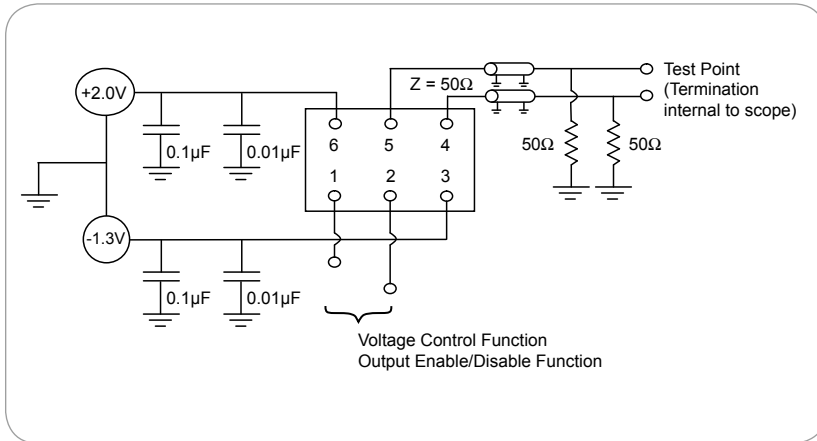 +2.0V
Z = 50Ω
Test Point
(Termination
internal to scope)
0.1µF
0.01µF
6
5
4
50Ω
50Ω
1
2
3
-1.3V
0.1µF
0.01µF
Voltage Control Function
Output Enable/Disable Function